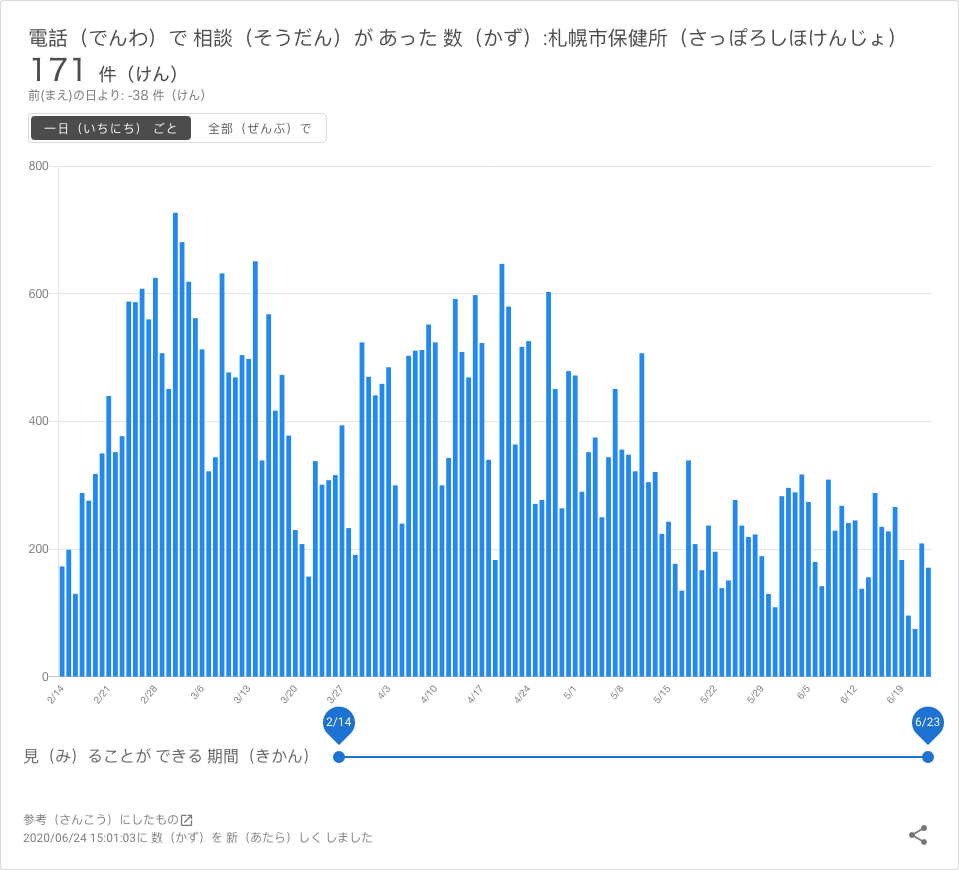 電話（でんわ）で 相談（そうだん）が あった 数（かず）:札幌市保健所（さっぽろしほけんじょ）
171 件（けん）
前(まえ)の日より: -38 件（けん）
一日（いちにち） ごと 全部（ぜんぶ）で
800
600
400
200
0
2/14 2/21 2/28 3/6 3/13 3/20 3/27 4/3 4/10 4/17 4/24 5/1 5/8 5/15 5/22 5/29 6/5 6/12 6/19
2/14 6/23
見（み）ることが できる 期間（きかん）
参考（さんこう）にしたもの
2020/06/24 15:01:03に 数（かず）を 新（あたら）しく しました